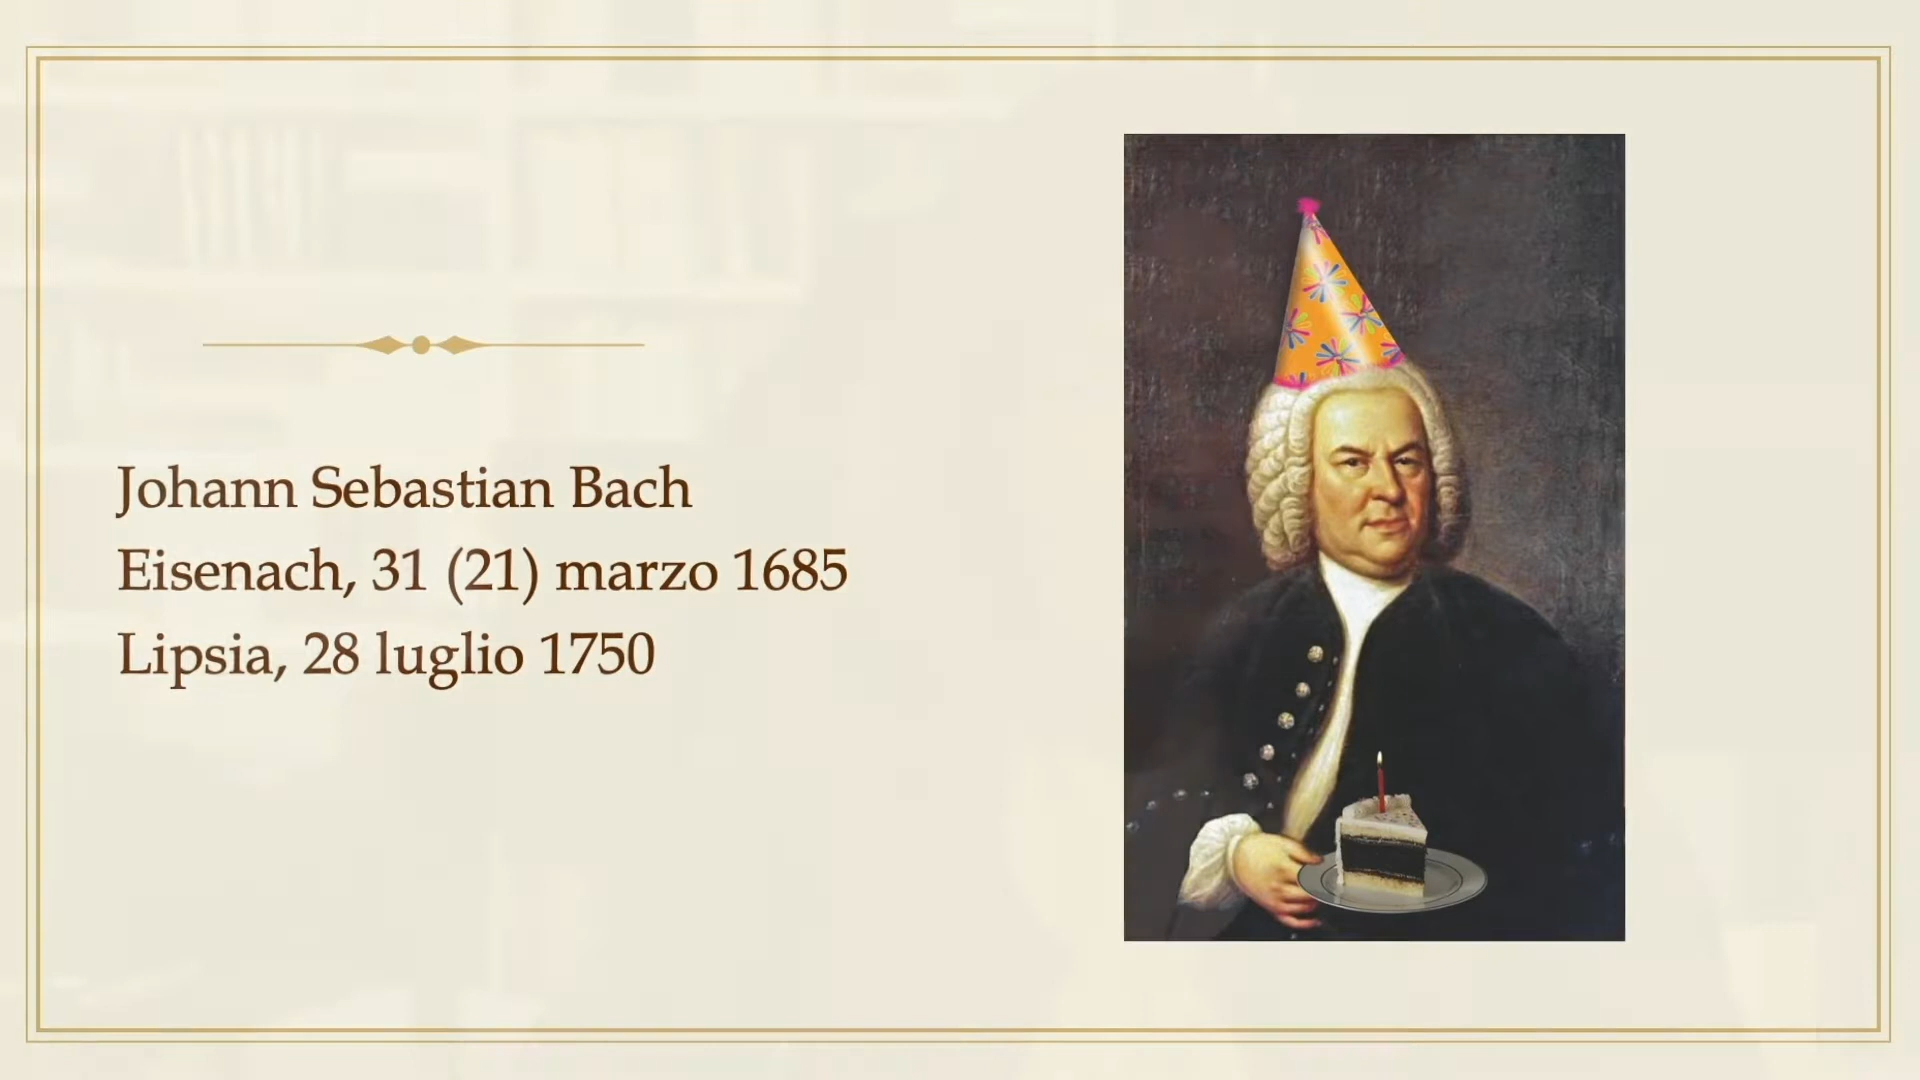 Johann Sebastian Bach
Eisenach, 31 (21) marzo 1685
Lipsia, 28 luglio 1750